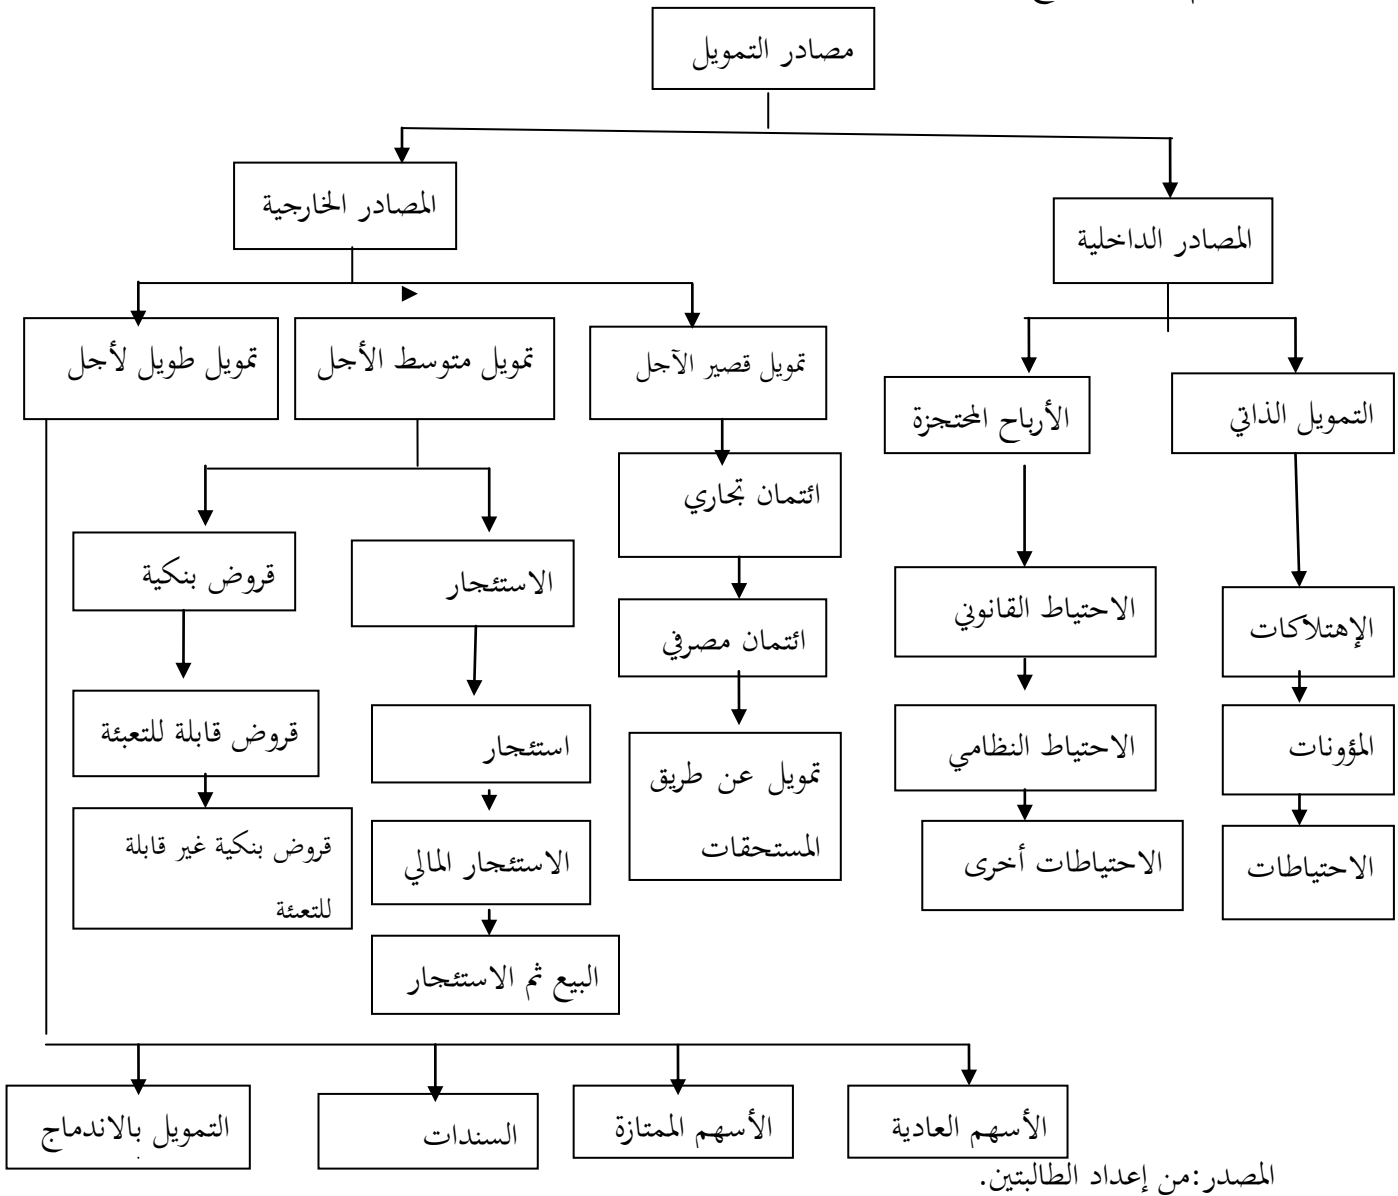 مصادر التمويل
المصادر الخارجية
المصادر الداخلية
تمويل طويل لأجل
تمويل متوسط الأجل
تمويل قصير الآجل
الأرباح المحتجزة
التمويل الذاتي
ائتمان تجاري
قروض بنكية
الاستئجار
الاحتياط القانوني
الإهتلاكات
ائتمان مصرفي
قروض قابلة للتعبئة
استئجار
تمويل عن طريق
المستحقات
الاحتياط النظامي
المؤونات
قروض بنكية غير قابلة
للتعبئة
الاستئجار المالي
الاحتياطات أخرى
الاحتياطات
البيع ثم الاستئجار
التمويل بالاندماج
السندات
الأسهم الممتازة
الأسهم العادية
المصدر:من إعداد الطالبتين.